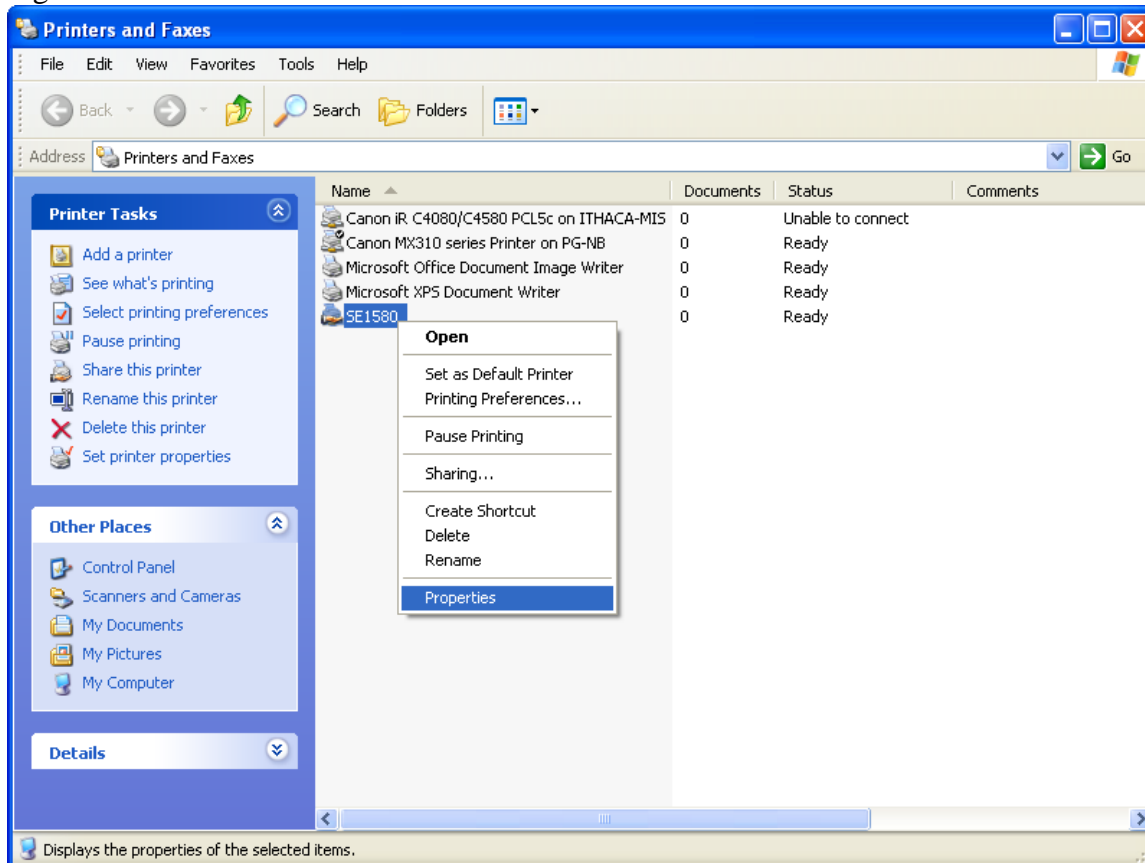 Printers and Faxes
File Edit View Favorites Tools Help
Back Search Folders
Address Printers and Faxes Go
Printer Tasks
Add a printer
See what's printing
Select printing preferences
Pause printing
Share this printer
Rename this printer
Delete this printer
Set printer properties
Other Places
Control Panel
Scanners and Cameras
My Documents
My Pictures
My Computer
Details
Name Documents Status Comments
Canon iR C4080/C4580 PCL5c on ITHACA-MIS 0 Unable to connect
Canon MX310 series Printer on PG-NB 0 Ready
Microsoft Office Document Image Writer 0 Ready
Microsoft XPS Document Writer 0 Ready
SE1580 0 Ready
Open
Set as Default Printer
Printing Preferences...
Pause Printing
Sharing...
Create Shortcut
Delete
Rename
Properties
Displays the properties of the selected items.